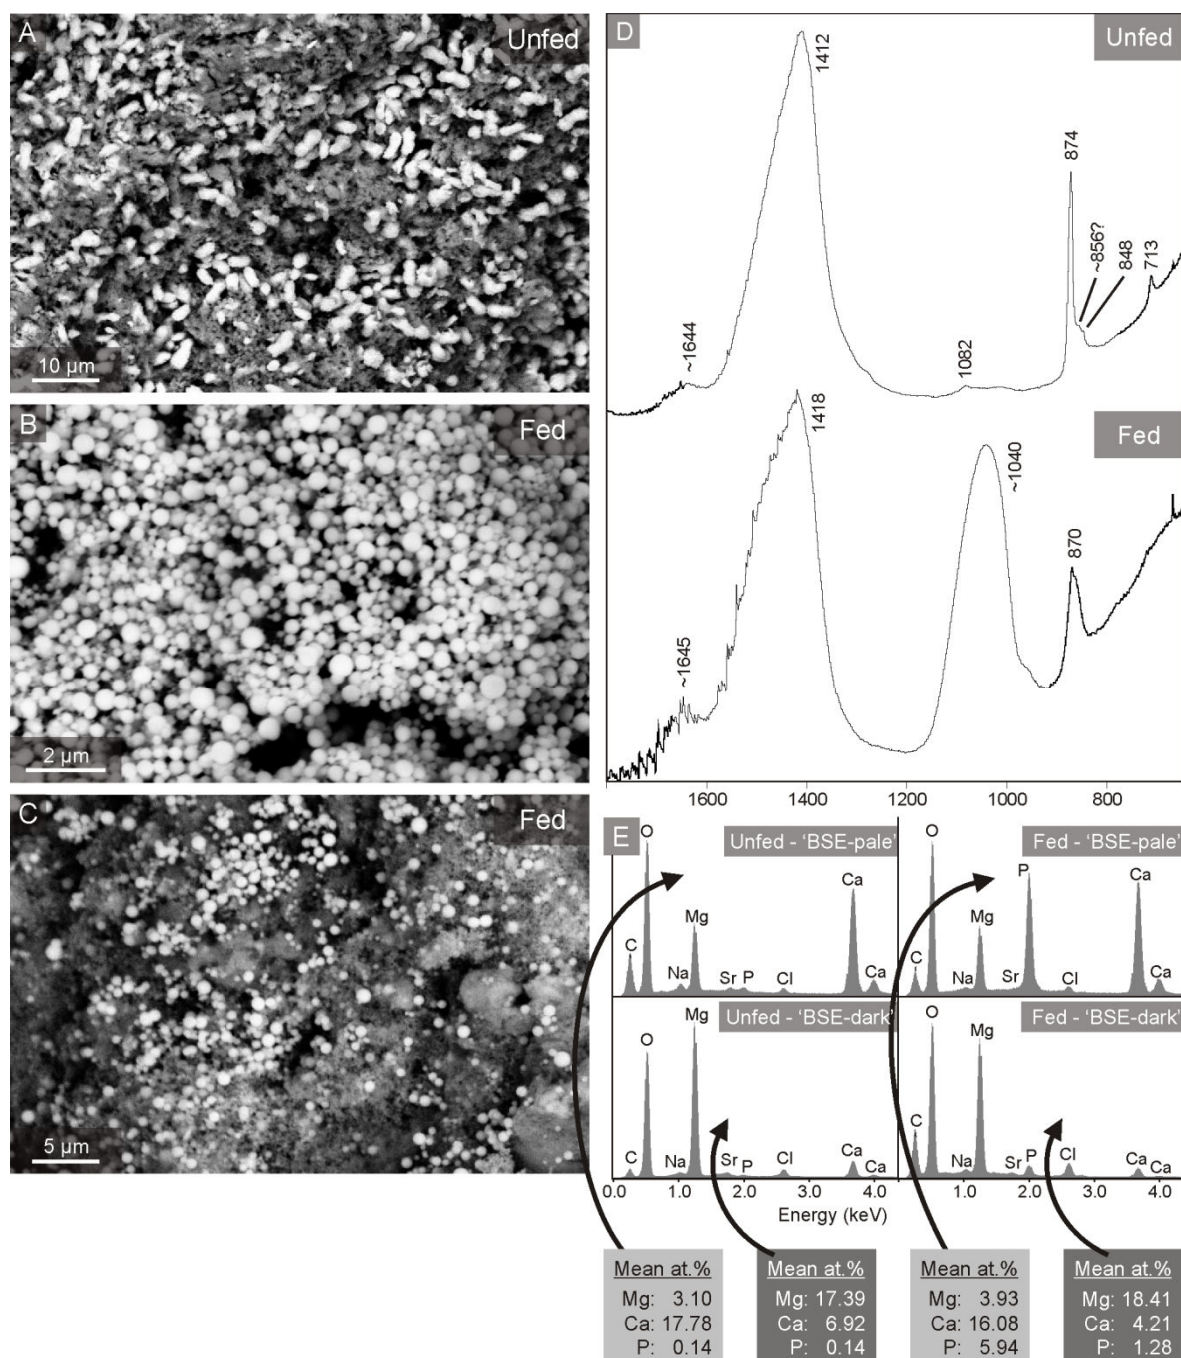 A
Unfed
10 µm
B
Fed
2 µm
C
Fed
5 µm
D
Unfed
1412
874
~856?
848
713
~1644
1082
Fed
1418
~1040
870
~1645
1600 1400 1200 1000 800
E
Unfed - ‘BSE-pale’
O
Ca
Mg
C
Na
Sr P
Cl
Ca
Fed - ‘BSE-pale’
O
P
Ca
Mg
C
Na
Sr
Cl
Ca
Unfed - ‘BSE-dark’
Mg
O
C
Na
Sr P
Cl
Ca
Ca
Fed - ‘BSE-dark’
O
Mg
C
Na
Sr P
Cl
Ca
Ca
0.0 1.0 2.0 3.0 4.0
1.0 2.0 3.0 4.0
Energy (keV)
Mean at.%
Mg: 3.10
Ca: 17.78
P: 0.14
Mean at.%
Mg: 17.39
Ca: 6.92
P: 0.14
Mean at.%
Mg: 3.93
Ca: 16.08
P: 5.94
Mean at.%
Mg: 18.41
Ca: 4.21
P: 1.28